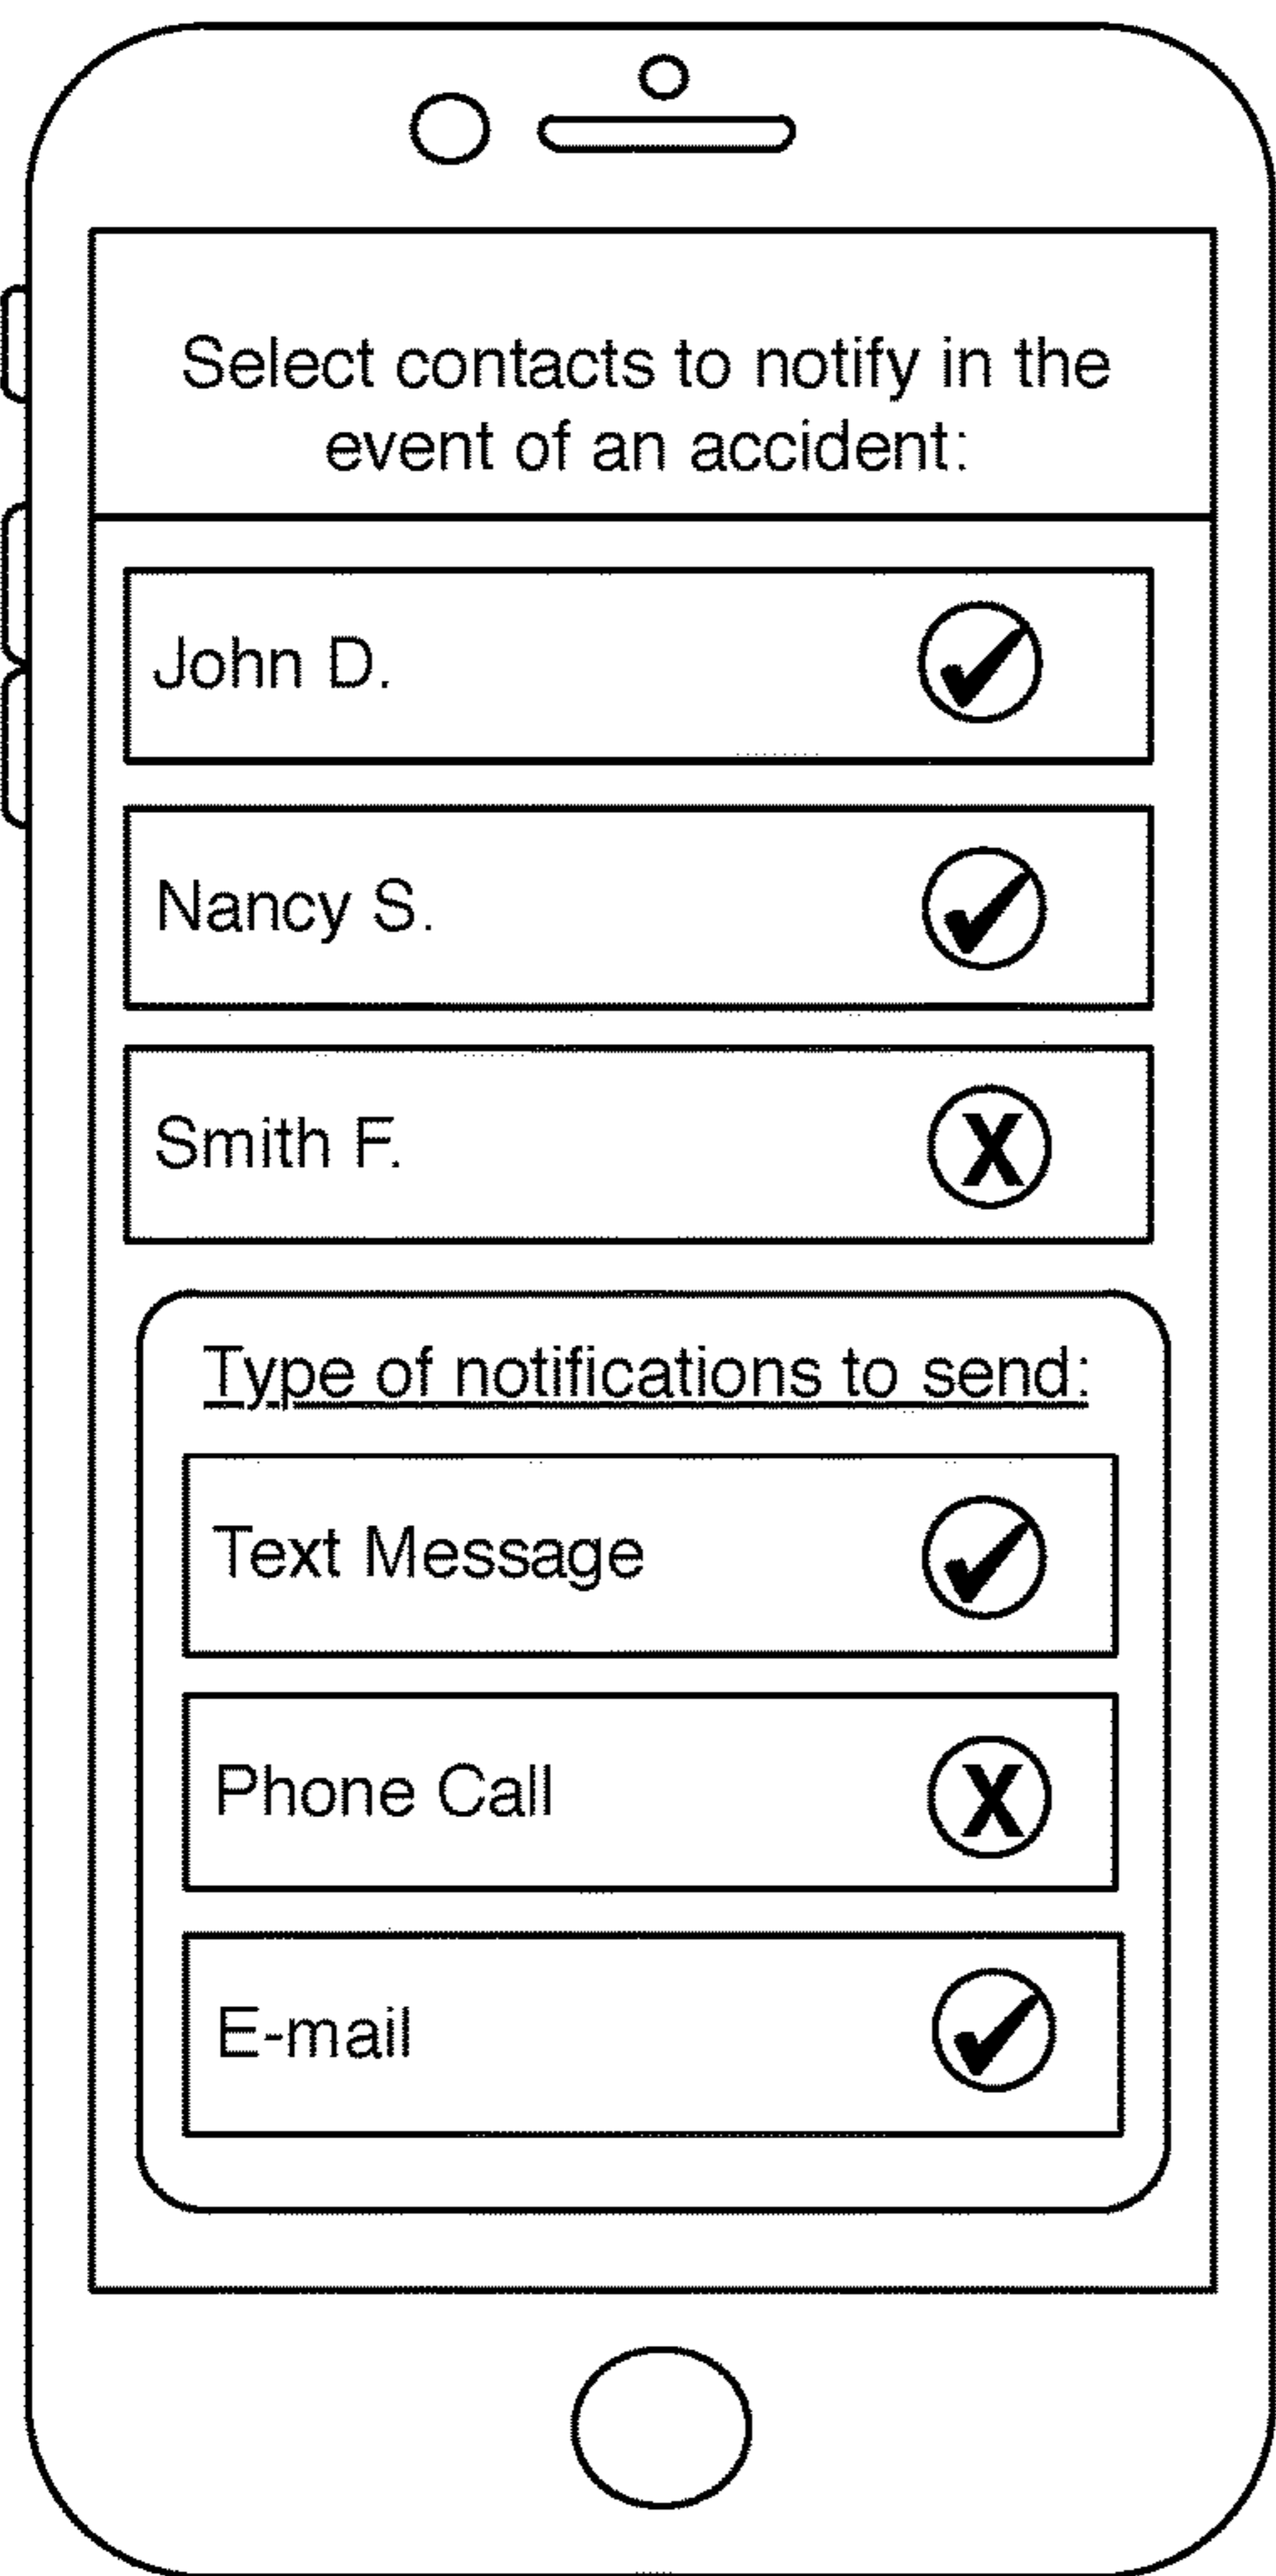 Select contacts to notify in the
event of an accident:
John D.
Nancy S.
Smith F.
Type of notifications to send:
Text Message
Phone Call
E-mail